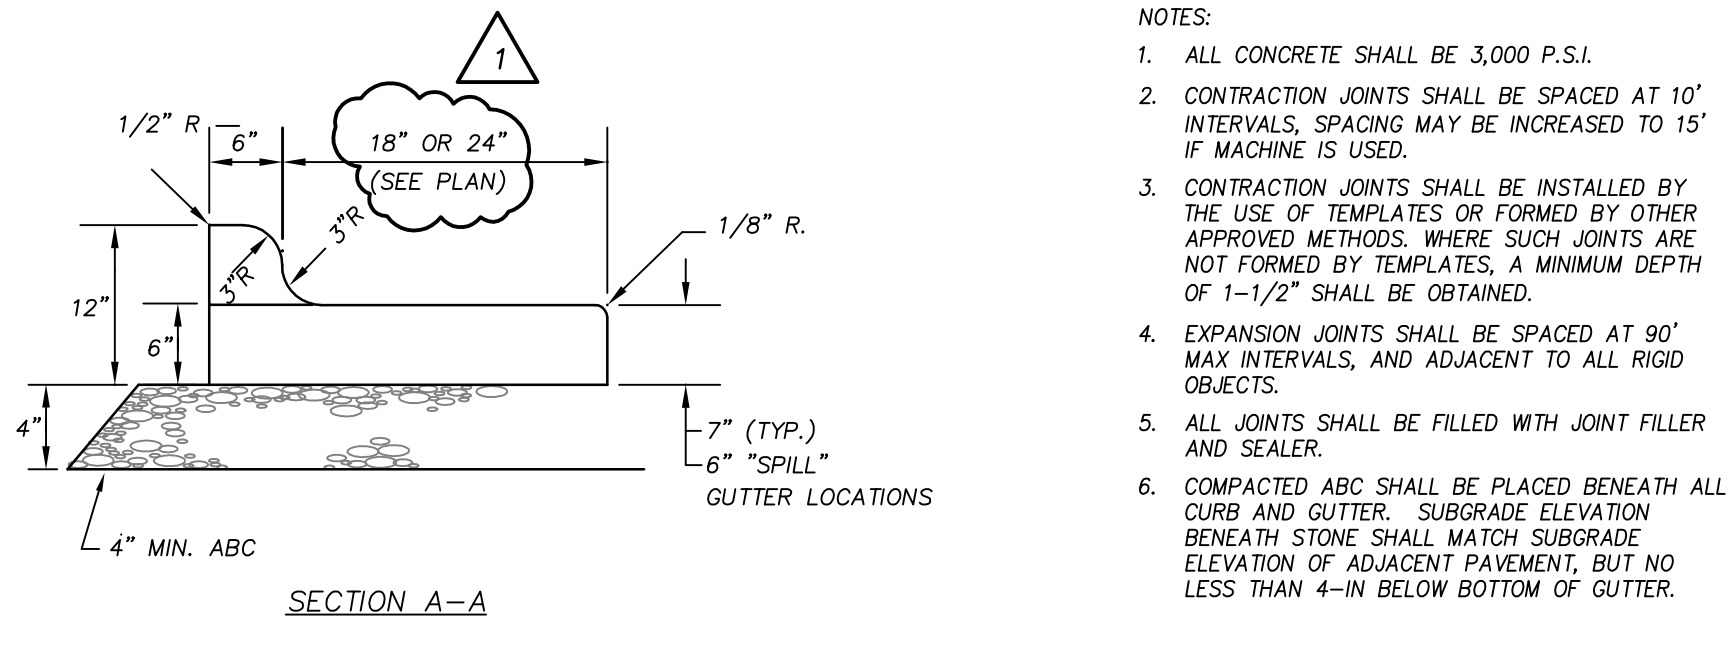 1
1/2" R
6"
18" OR 24"
(SEE PLAN)
3"R
3"R
1/8" R.
12"
6"
4"
7" (TYP.)
6" "SPILL"
GUTTER LOCATIONS
4" MIN. ABC
SECTION A-A
NOTES:
1. ALL CONCRETE SHALL BE 3,000 P.S.I.
2. CONTRACTION JOINTS SHALL BE SPACED AT 10'
INTERVALS, SPACING MAY BE INCREASED TO 15'
IF MACHINE IS USED.
3. CONTRACTION JOINTS SHALL BE INSTALLED BY
THE USE OF TEMPLATES OR FORMED BY OTHER
APPROVED METHODS. WHERE SUCH JOINTS ARE
NOT FORMED BY TEMPLATES, A MINIMUM DEPTH
OF 1-1/2" SHALL BE OBTAINED.
4. EXPANSION JOINTS SHALL BE SPACED AT 90'
MAX INTERVALS, AND ADJACENT TO ALL RIGID
OBJECTS.
5. ALL JOINTS SHALL BE FILLED WITH JOINT FILLER
AND SEALER.
6. COMPACTED ABC SHALL BE PLACED BENEATH ALL
CURB AND GUTTER. SUBGRADE ELEVATION
BENEATH STONE SHALL MATCH SUBGRADE
ELEVATION OF ADJACENT PAVEMENT, BUT NO
LESS THAN 4-IN BELOW BOTTOM OF GUTTER.